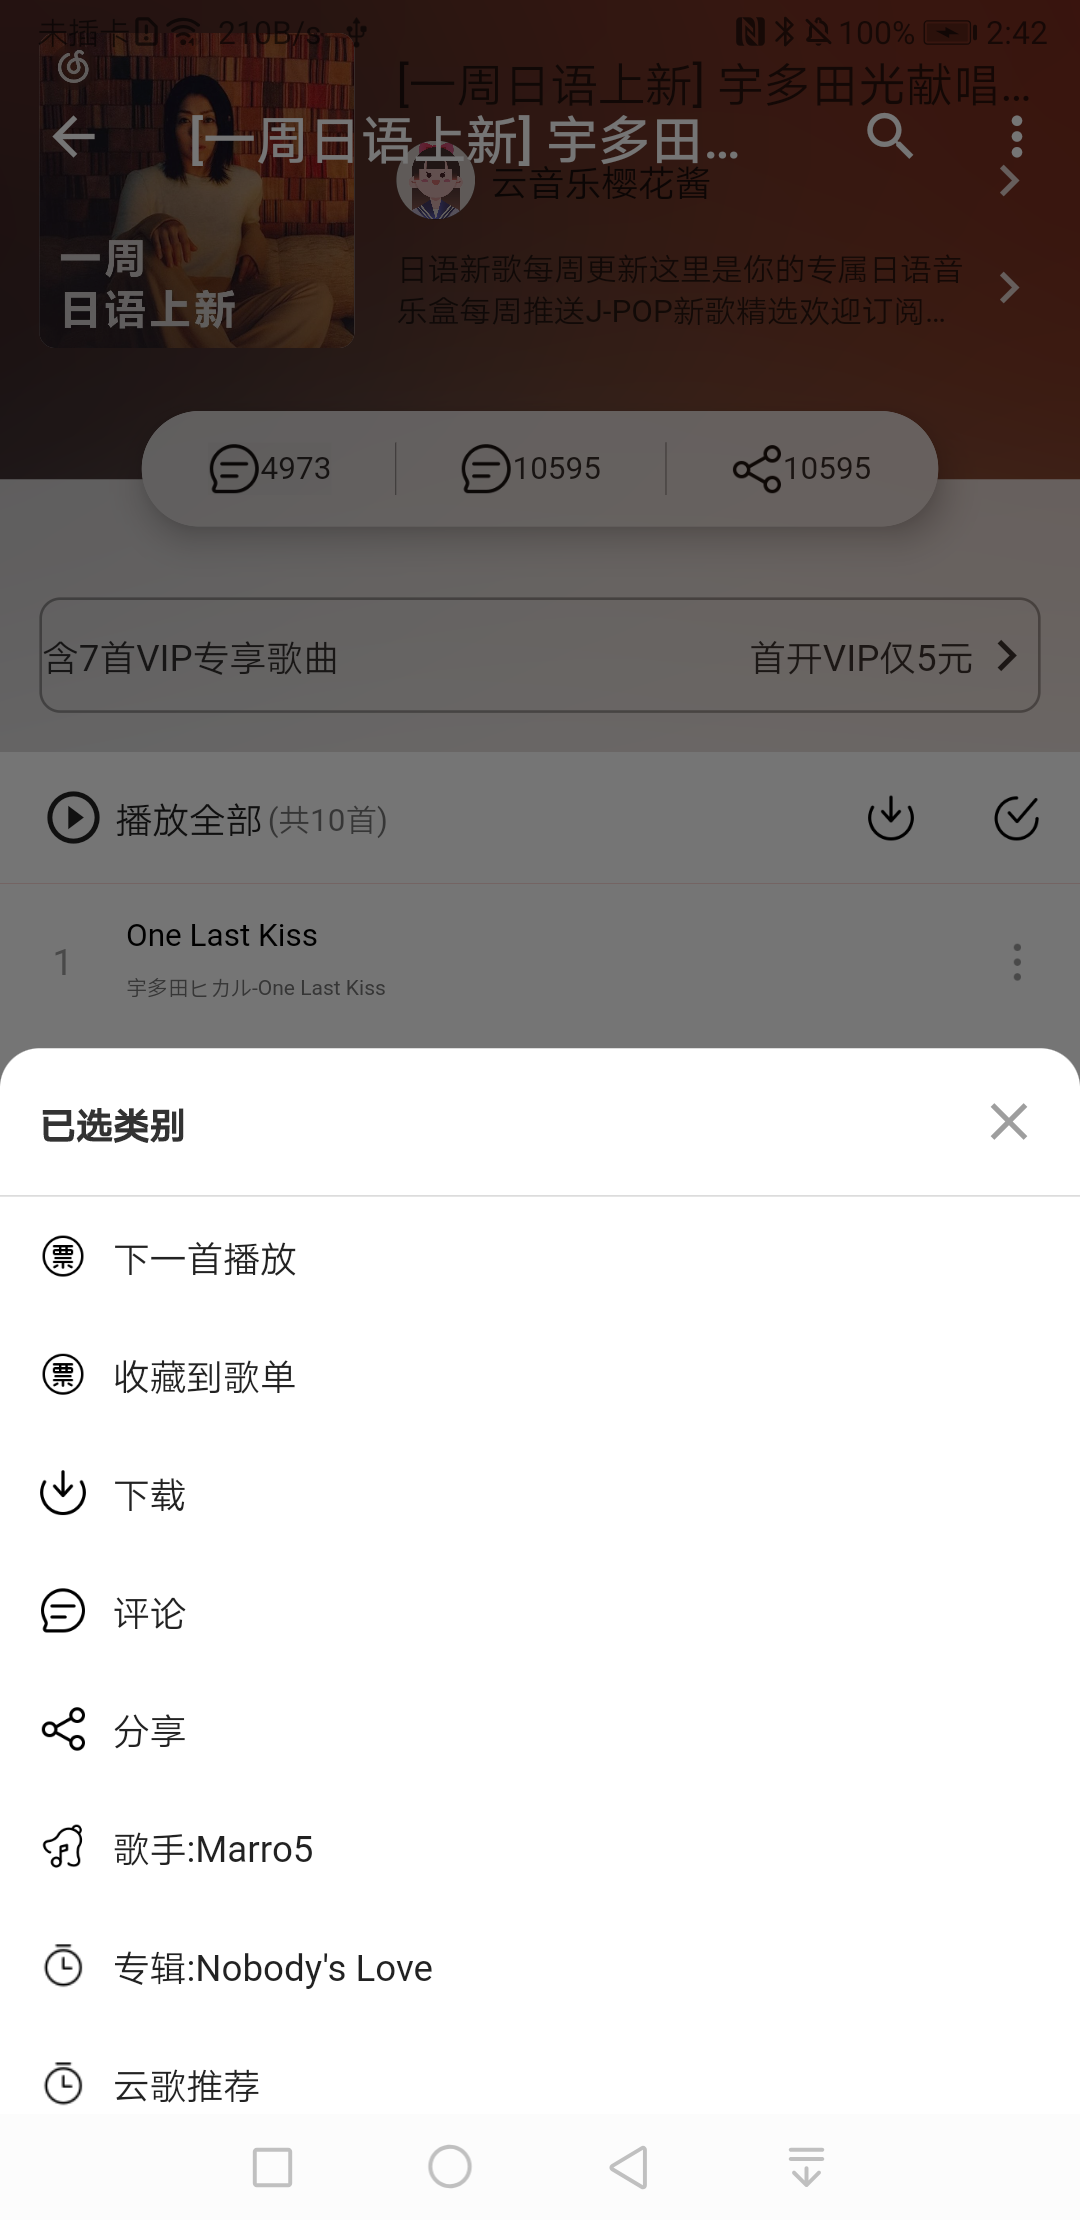 未插卡 210B/s 100% 2:42
[一周日语上新] 宇多田光献唱...
[一周日语上新] 宇多田...
云音乐樱花酱
一周
日语上新
日语新歌每周更新这里是你的专属日语音
乐盒每周推送J-POP新歌精选欢迎订阅...
4973 10595 10595
含7首VIP专享歌曲 首开VIP仅5元
播放全部(共10首)
1
One Last Kiss
宇多田ヒカル-One Last Kiss
已选类别
票 下一首播放
票 收藏到歌单
下载
评论
分享
歌手:Marro5
专辑:Nobody's Love
云歌推荐